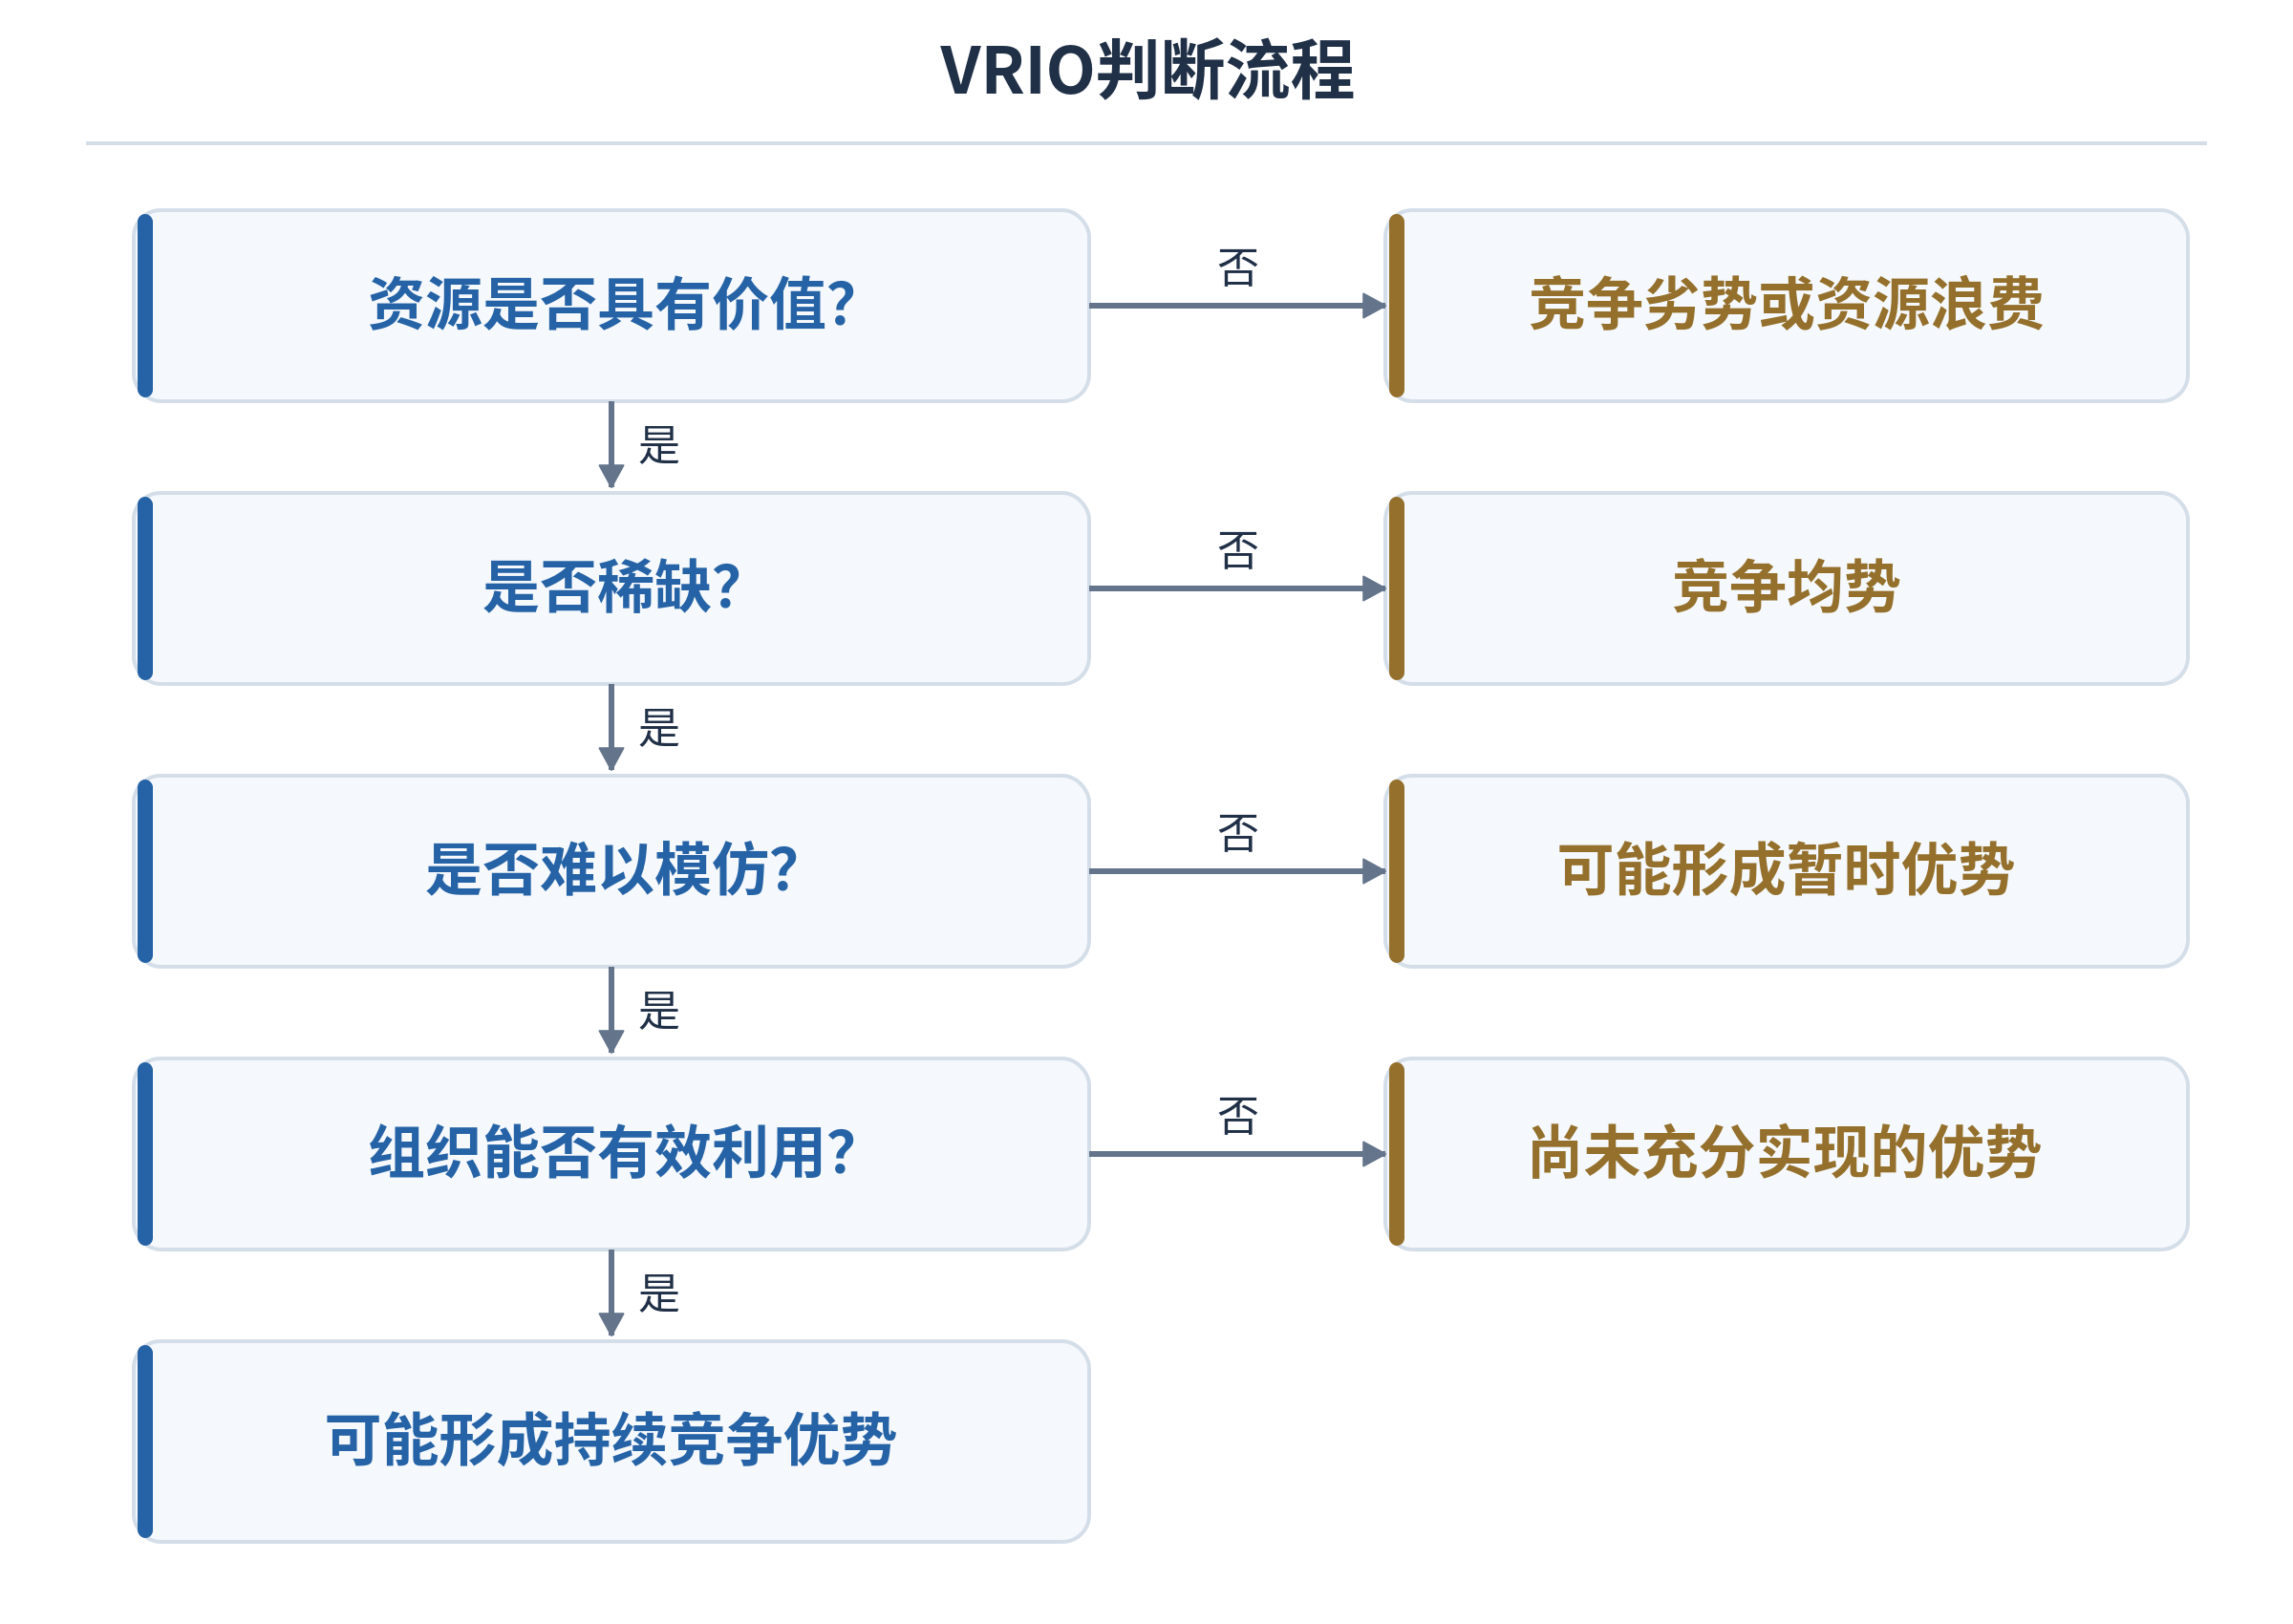 VRIO判断流程
资源是否具有价值？
否
竞争劣势或资源浪费
是
是否稀缺？
否
竞争均势
是
是否难以模仿？
否
可能形成暂时优势
是
组织能否有效利用？
否
尚未充分实现的优势
是
可能形成持续竞争优势